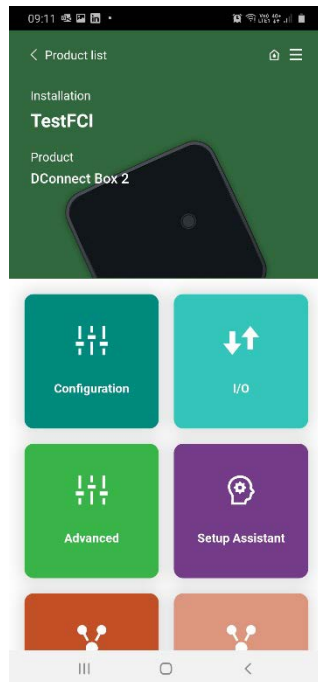 09:11
Product list
Installation
TestFCI
Product
DConnect Box 2
Configuration
I/O
Advanced
Setup Assistant